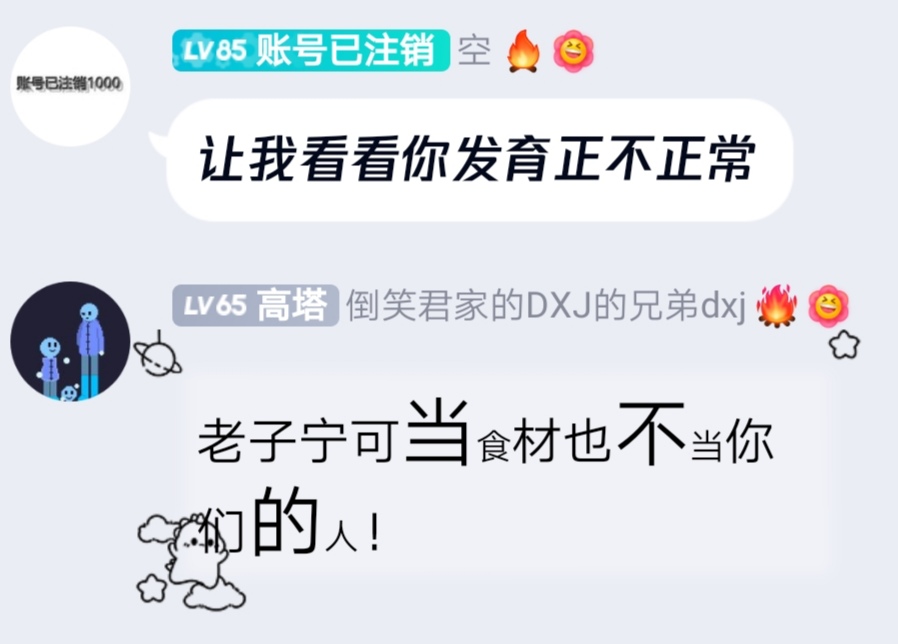 LV85 账号已注销 空
账号已注销1000
让我看看你发育正不正常
LV65 高塔 倒笑君家的DXJ的兄弟dxj
老子宁可当食材也不当你
们的人！